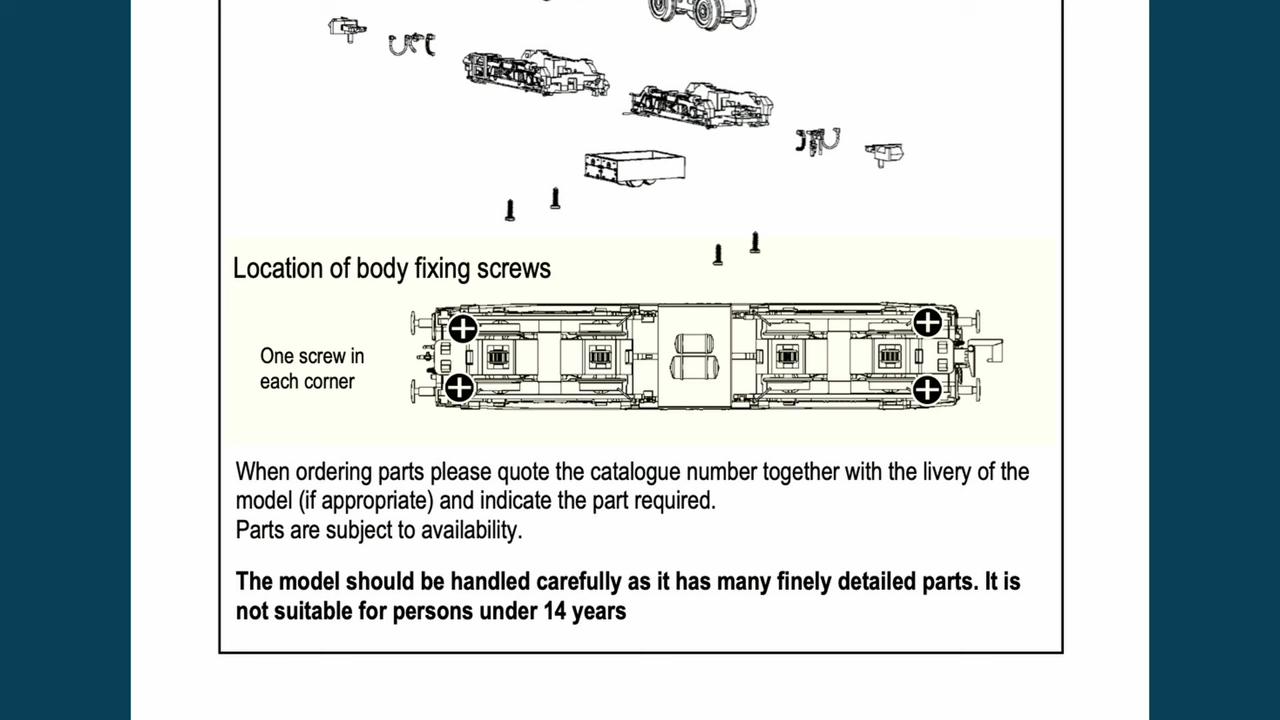 Location of body fixing screws
One screw in
each corner
When ordering parts please quote the catalogue number together with the livery of the
model (if appropriate) and indicate the part required.
Parts are subject to availability.
The model should be handled carefully as it has many finely detailed parts. It is
not suitable for persons under 14 years